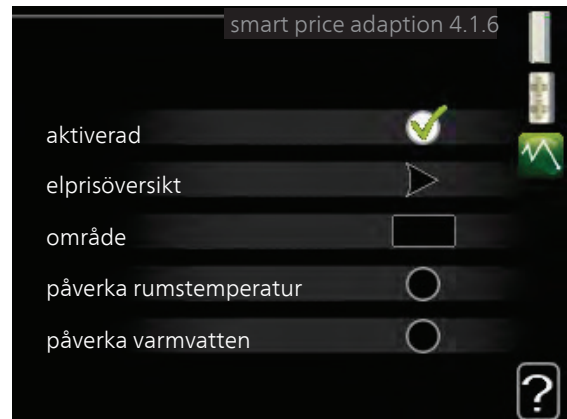 smart price adaption 4.1.6
aktiverad
elprisöversikt
område
påverka rumstemperatur
påverka varmvatten
?